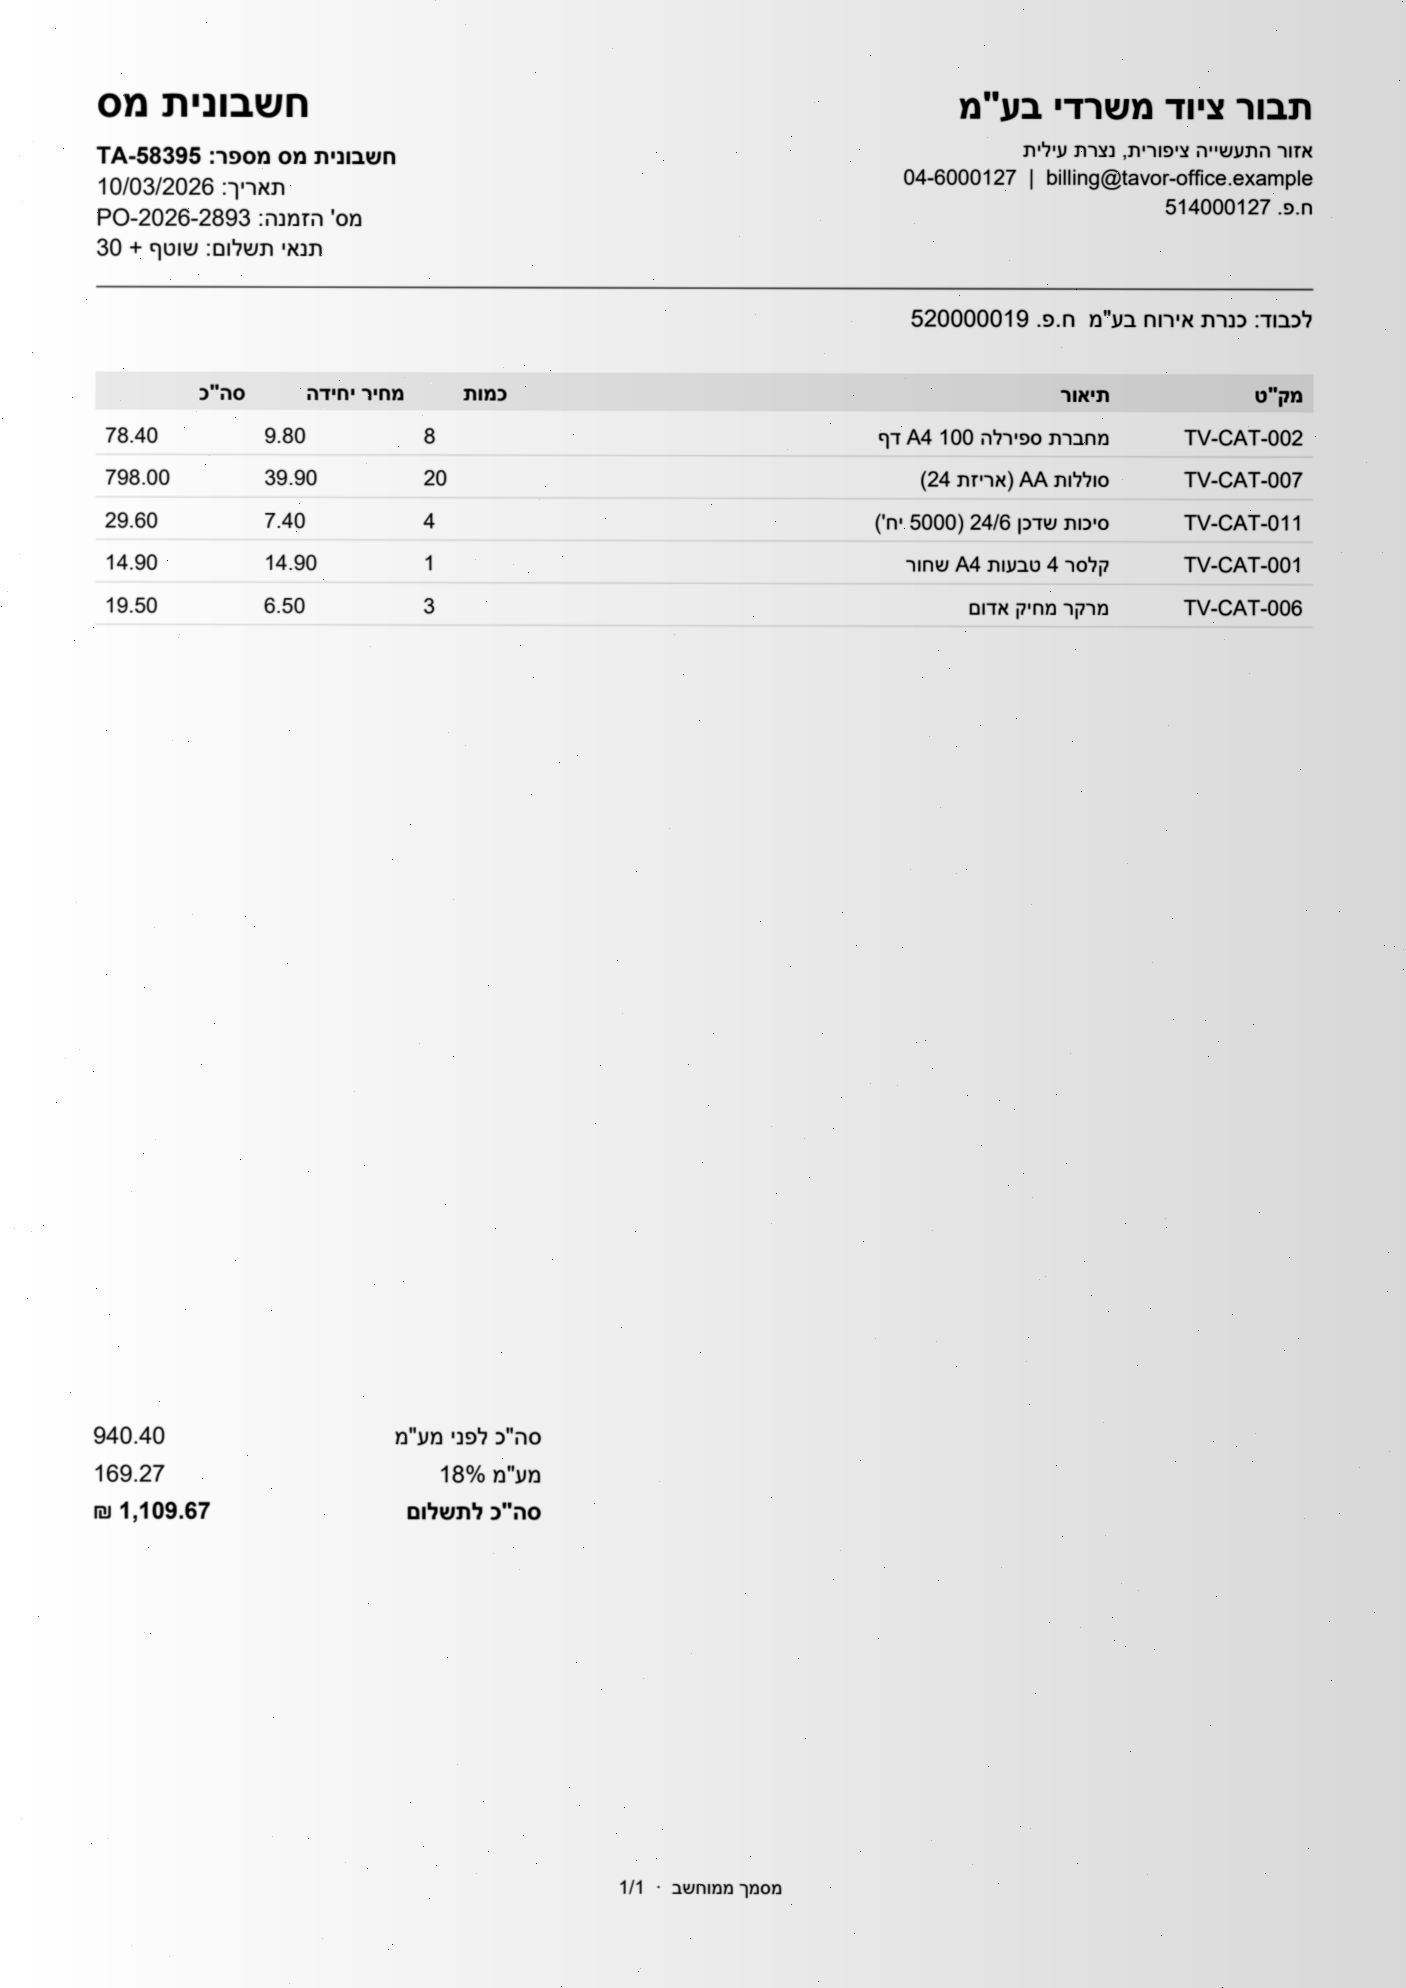 תבור ציוד משרדי בע"מ
אזור התעשייה ציפורית, נצרת עילית
04-6000127 | billing@tavor-office.example
ח.פ. 514000127
חשבונית מס
חשבונית מס מספר: TA-58395
תאריך: 10/03/2026
מס' הזמנה: PO-2026-2893
תנאי תשלום: שוטף + 30
לכבוד: כנרת אירוח בע"מ ח.פ. 520000019
מק"ט תיאור כמות מחיר יחידה סה"כ
TV-CAT-002 מחברת ספירלה A4 100 דף 8 9.80 78.40
TV-CAT-007 סוללות AA (אריזת 24) 20 39.90 798.00
TV-CAT-011 סיכות שדכן 24/6 (5000 יח') 4 7.40 29.60
TV-CAT-001 קלסר 4 טבעות A4 שחור 1 14.90 14.90
TV-CAT-006 מרקר מחיק אדום 3 6.50 19.50
סה"כ לפני מע"מ 940.40
מע"מ 18% 169.27
סה"כ לתשלום 1,109.67 ₪
מסמך ממוחשב · 1/1